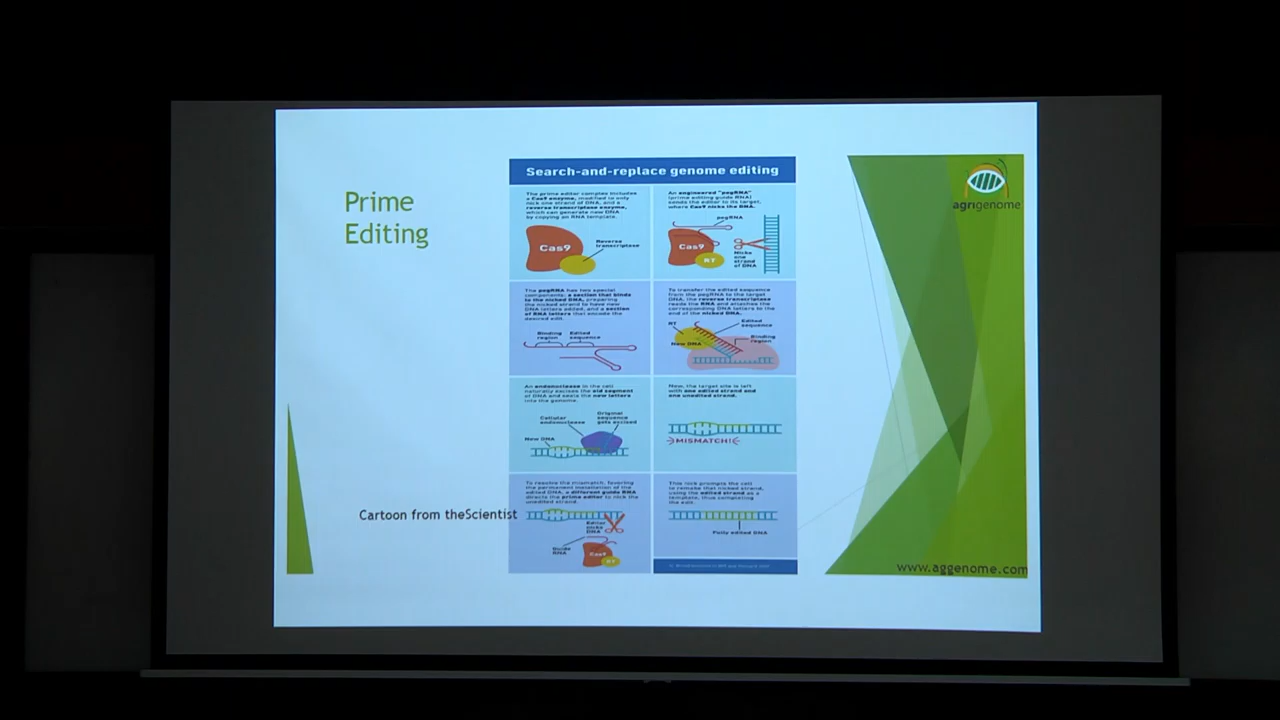 Prime
Editing
Search-and-replace genome editing
The prime editor complex includes
a Cas9 enzyme, modified to only
nick one strand of DNA, and a
reverse transcriptase enzyme,
which can generate new DNA
by copying an RNA template.
Cas9
Reverse
transcriptase
An engineered "pegRNA"
(prime editing guide RNA)
sends the editor to its target,
where Cas9 nicks the DNA.
pegRNA
Cas9
RT
Nicks
one
strand
of DNA
The pegRNA has two special
components: a section that binds
to the nicked DNA, preparing
the nicked strand to have new
DNA letters added, and a section
of RNA letters that encode the
desired edit.
Binding
region
Edited
sequence
To transfer the edited sequence
from the pegRNA to the target
DNA, the reverse transcriptase
reads the RNA and attaches the
corresponding DNA letters to the
end of the nicked DNA.
RT
Edited
sequence
New DNA
Binding
region
An endonuclease in the cell
naturally excises the old segment
of DNA and seals the new letters
into the genome.
Cellular
endonuclease
Original
sequence
gets excised
New DNA
Now, the target site is left
with one edited strand and
one unedited strand.
MISMATCH!
To resolve the mismatch, favoring
the permanent installation of the
edited DNA, a different guide RNA
directs the prime editor to nick the
unedited strand.
Editor
nicks
DNA
Guide
RNA
Cas9
RT
This nick prompts the cell
to remake that nicked strand,
using the edited strand as a
template, thus completing
the edit.
Fully edited DNA
Cartoon from theScientist
agrigenome
www.aggenome.com